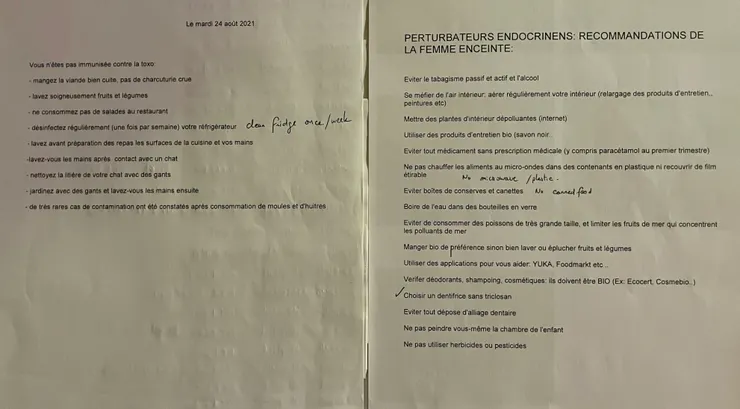 Le mardi 24 août 2021
Vous n'êtes pas immunisée contre la toxo:
- mangez la viande bien cuite, pas de charcuterie crue
- lavez soigneusement fruits et légumes
- ne consommez pas de salades au restaurant
- désinfectez régulièrement (une fois par semaine) votre réfrigérateur clean fridge once/week
- lavez avant préparation des repas les surfaces de la cuisine et vos mains
-lavez-vous les mains après contact avec un chat
- nettoyez la litière de votre chat avec des gants
- jardinez avec des gants et lavez-vous les mains ensuite
- de très rares cas de contamination ont été constatés après consommation de moules et d'huitres
PERTURBATEURS ENDOCRINENS: RECOMMANDATIONS DE
LA FEMME ENCEINTE:
Eviter le tabagisme passif et actif et l'alcool
Se méfier de l'air intérieur: aérer régulièrement votre intérieur (relargage des produits d'entretien..
peintures etc)
Mettre des plantes d'intérieur dépolluantes (internet)
Utiliser des produits d'entretien bio (savon noir..
Eviter tout médicament sans prescription médicale (y compris paracétamol au premier trimestre)
Ne pas chauffer les aliments au micro-ondes dans des contenants en plastique ni recouvrir de film
étirable No microwave / plastic.
Eviter boîtes de conserves et canettes No canned food
Boire de l'eau dans des bouteilles en verre
Eviter de consommer des poissons de très grande taille, et limiter les fruits de mer qui concentrent
les polluants de mer
Manger bio de préférence sinon bien laver ou éplucher fruits et légumes
Utiliser des applications pour vous aider: YUKA, Foodmarkt etc...
Verifer déodorants, shampoing, cosmétiques: ils doivent être BIO (Ex: Ecocert, Cosmebio..)
✓ Choisir un dentifrice sans triclosan
Eviter tout dépose d'alliage dentaire
Ne pas peindre vous-même la chambre de l'enfant
Ne pas utiliser herbicides ou pesticides